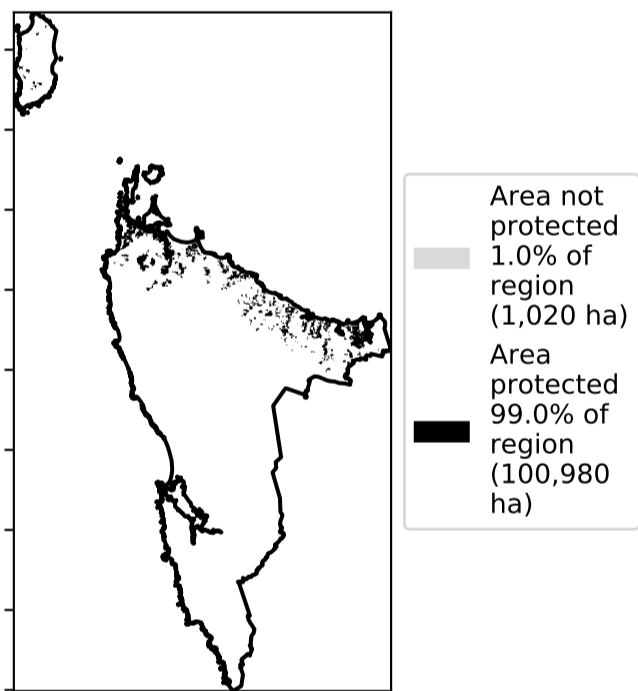 Area not
protected
1.0% of
region
(1,020 ha)
Area
protected
99.0% of
region
(100,980
ha)